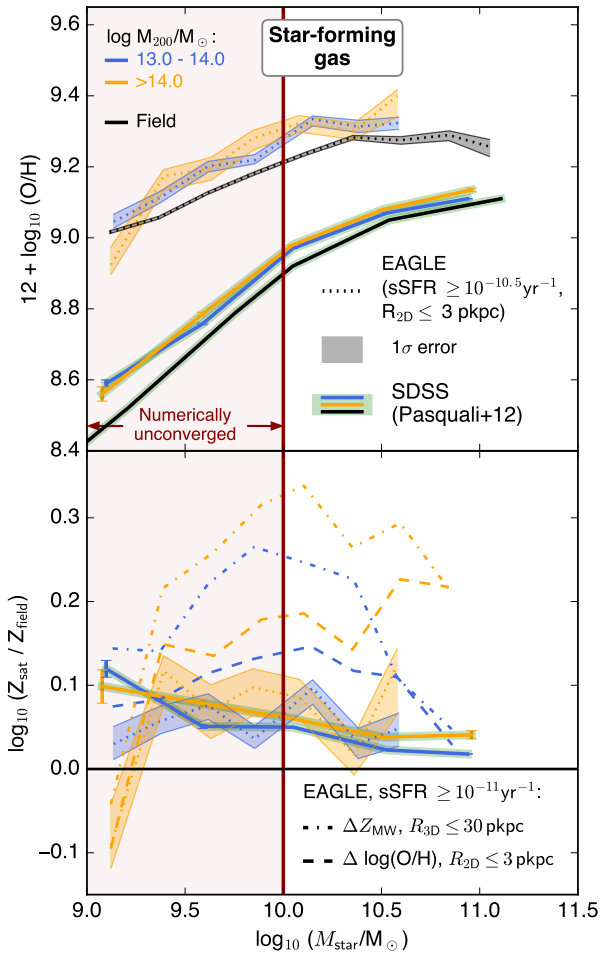 9.6
9.4
9.2
9.0
8.8
8.6
8.4
12 + log₁₀ (O/H)
log M₂₀₀/M⊙:
13.0 - 14.0
>14.0
Field
Star-forming
gas
EAGLE
(sSFR ≥ 10⁻¹⁰·⁵yr⁻¹,
R₂D ≤ 3 pkpc)
1σ error
SDSS
(Pasquali+12)
Numerically
unconverged
0.3
0.2
0.1
0.0
−0.1
log₁₀ (Z_sat / Z_field)
EAGLE, sSFR ≥ 10⁻¹¹yr⁻¹:
ΔZ_MW, R₃D ≤ 30 pkpc
Δ log(O/H), R₂D ≤ 3 pkpc
9.0 9.5 10.0 10.5 11.0 11.5
log₁₀ (M_star/M⊙)